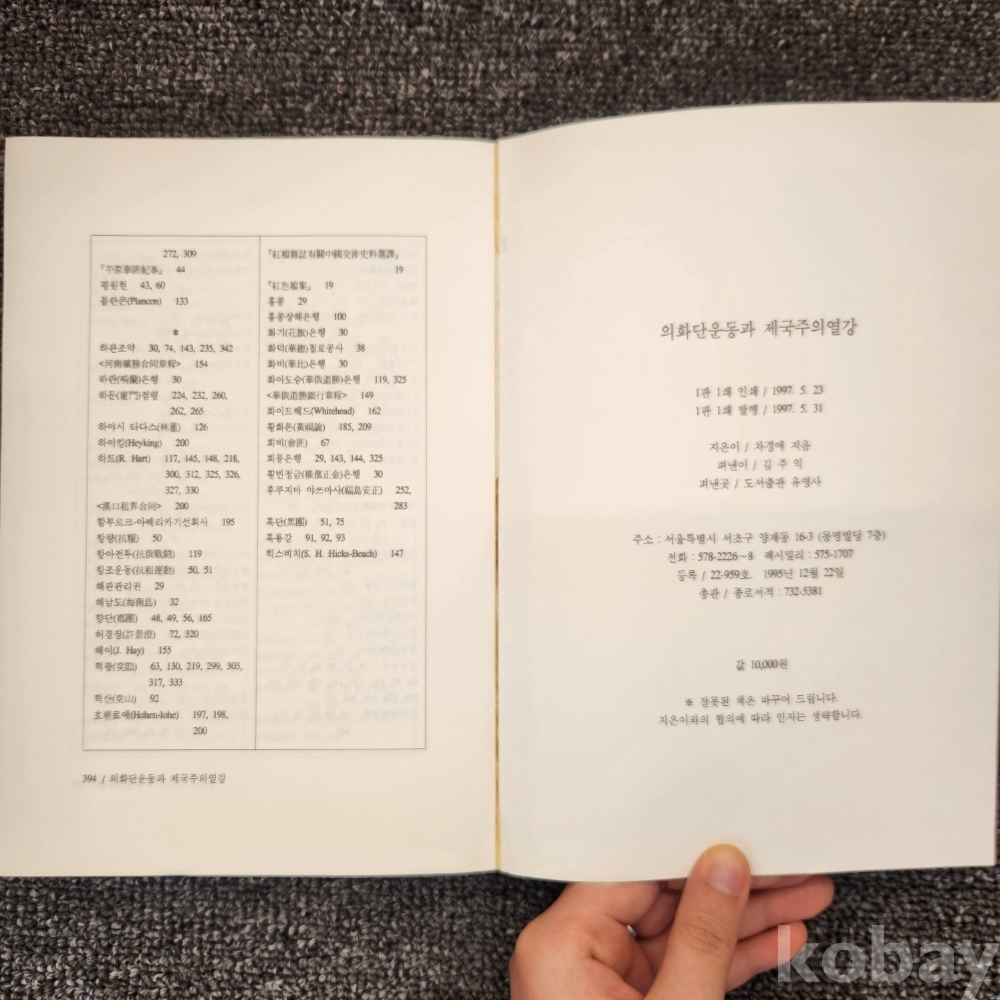 272, 309
44
평원현 43, 60
플란콘(Plancon) 133
*
하관조약 30, 74, 143, 235, 342
<河南礦務合同章程> 154
하란(荷蘭)은행 30
하문(廈門)점령 224, 232, 260,
262, 265
하야시 타다스(林董) 126
하이킹(Heyking) 200
하트(R. Hart) 117, 145, 148, 218,
300, 312, 325, 326,
327, 330
<漢口租界合同> 200
함부르크-아메리카기선회사 195
항량(抗糧) 50
항아전투(抗俄戰鬪) 119
항조운동(抗租運動) 50, 51
해관관리권 29
해남도(海南島) 32
향단(鄕團) 48, 49, 56, 165
허경징(許景澄) 72, 320
헤이(J. Hay) 155
혁광(奕劻) 63, 130, 219, 299, 303,
317, 333
혁산(奕山) 92
호헨로에(Hohen-lohe) 197, 198,
200
『紅檔雜誌有關中國交涉史料選譯』
19
『紅色檔案』 19
홍콩 29
홍콩상해은행 100
화기(花旗)은행 30
화덕(華德)철로공사 38
화비(華比)은행 30
화아도승(華俄道勝)은행 119, 325
<華俄道勝銀行章程> 149
화이트헤드(Whitehead) 162
황화론(黃禍論) 185, 209
회비(會匪) 67
회풍은행 29, 143, 144, 325
횡빈정금(橫濱正金)은행 30
후쿠지마 야쓰마사(福島安正) 252,
283
흑단(黑團) 51, 75
흑룡강 91, 92, 93
힉스비치(S. H. Hicks-Beach) 147
394 / 의화단운동과 제국주의열강
의화단운동과 제국주의열강
1판 1쇄 인쇄 / 1997. 5. 23
1판 1쇄 발행 / 1997. 5. 31
지은이 / 차경애 지음
펴낸이 / 김 주 익
펴낸곳 / 도서출판 유영사
주소 : 서울특별시 서초구 양재동 16-3 (동명빌딩 7층)
전화 : 578-2226~8 팩시밀리 : 575-1707
등록 / 22-959호 1995년 12월 22일
총판 / 종로서적 : 732-5381
값 10,000원
※ 잘못된 책은 바꾸어 드립니다.
지은이와의 협의에 따라 인지는 생략합니다.
kobay